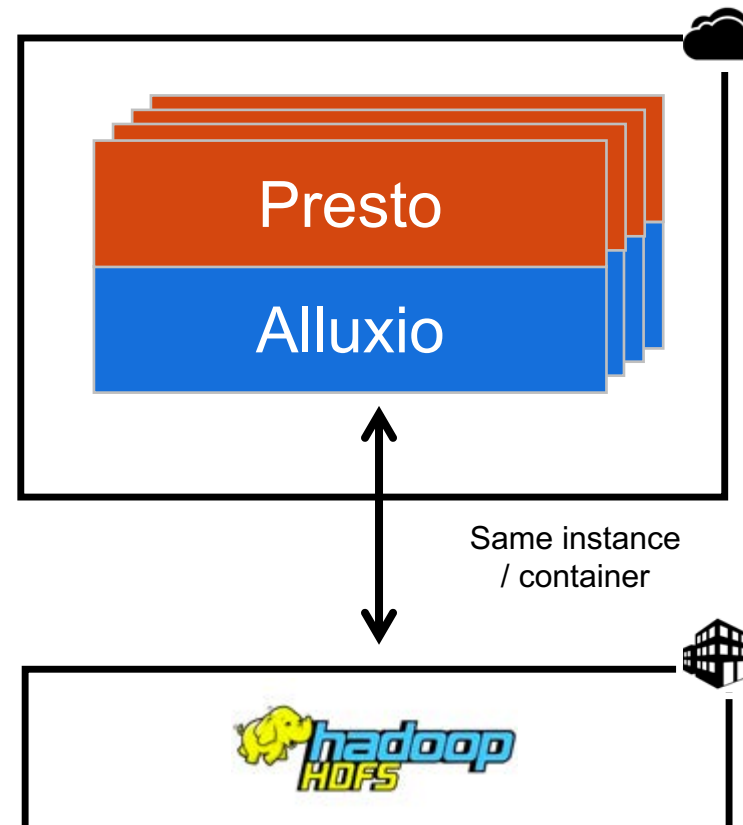 Presto
Alluxio
Same instance
/ container
hadoop
HDFS